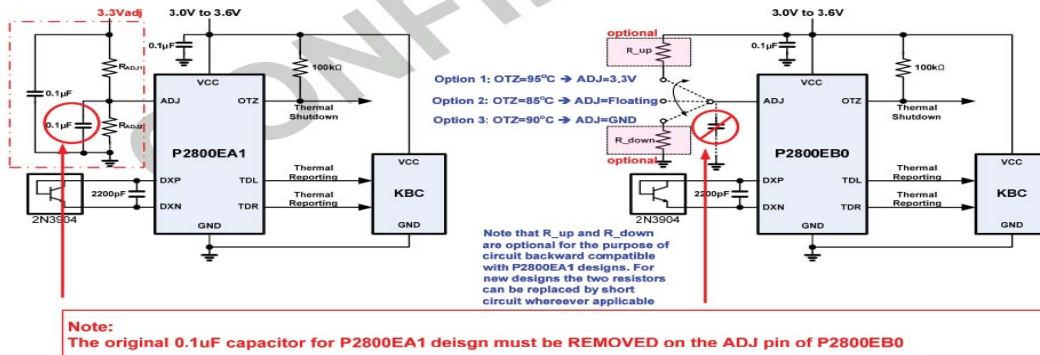 3.3Vadj
3.0V to 3.6V
0.1µF
RADJ1
0.1µF
0.1µF
RADJ2
100kΩ
VCC
ADJ
OTZ
Thermal
Shutdown
P2800EA1
VCC
DXP
TDL
Thermal
Reporting
2200pF
KBC
DXN
TDR
Thermal
Reporting
2N3904
GND
GND
3.0V to 3.6V
optional
R_up
0.1µF
100kΩ
Option 1: OTZ=95°C → ADJ=3.3V
Option 2: OTZ=85°C → ADJ=Floating
Option 3: OTZ=90°C → ADJ=GND
VCC
ADJ
OTZ
Thermal
Shutdown
R_down
optional
P2800EB0
VCC
DXP
TDL
Thermal
Reporting
2200pF
KBC
DXN
TDR
Thermal
Reporting
2N3904
GND
GND
Note that R_up and R_down
are optional for the purpose of
circuit backward compatible
with P2800EA1 designs. For
new designs the two resistors
can be replaced by short
circuit whereever applicable
Note:
The original 0.1uF capacitor for P2800EA1 deisgn must be REMOVED on the ADJ pin of P2800EB0